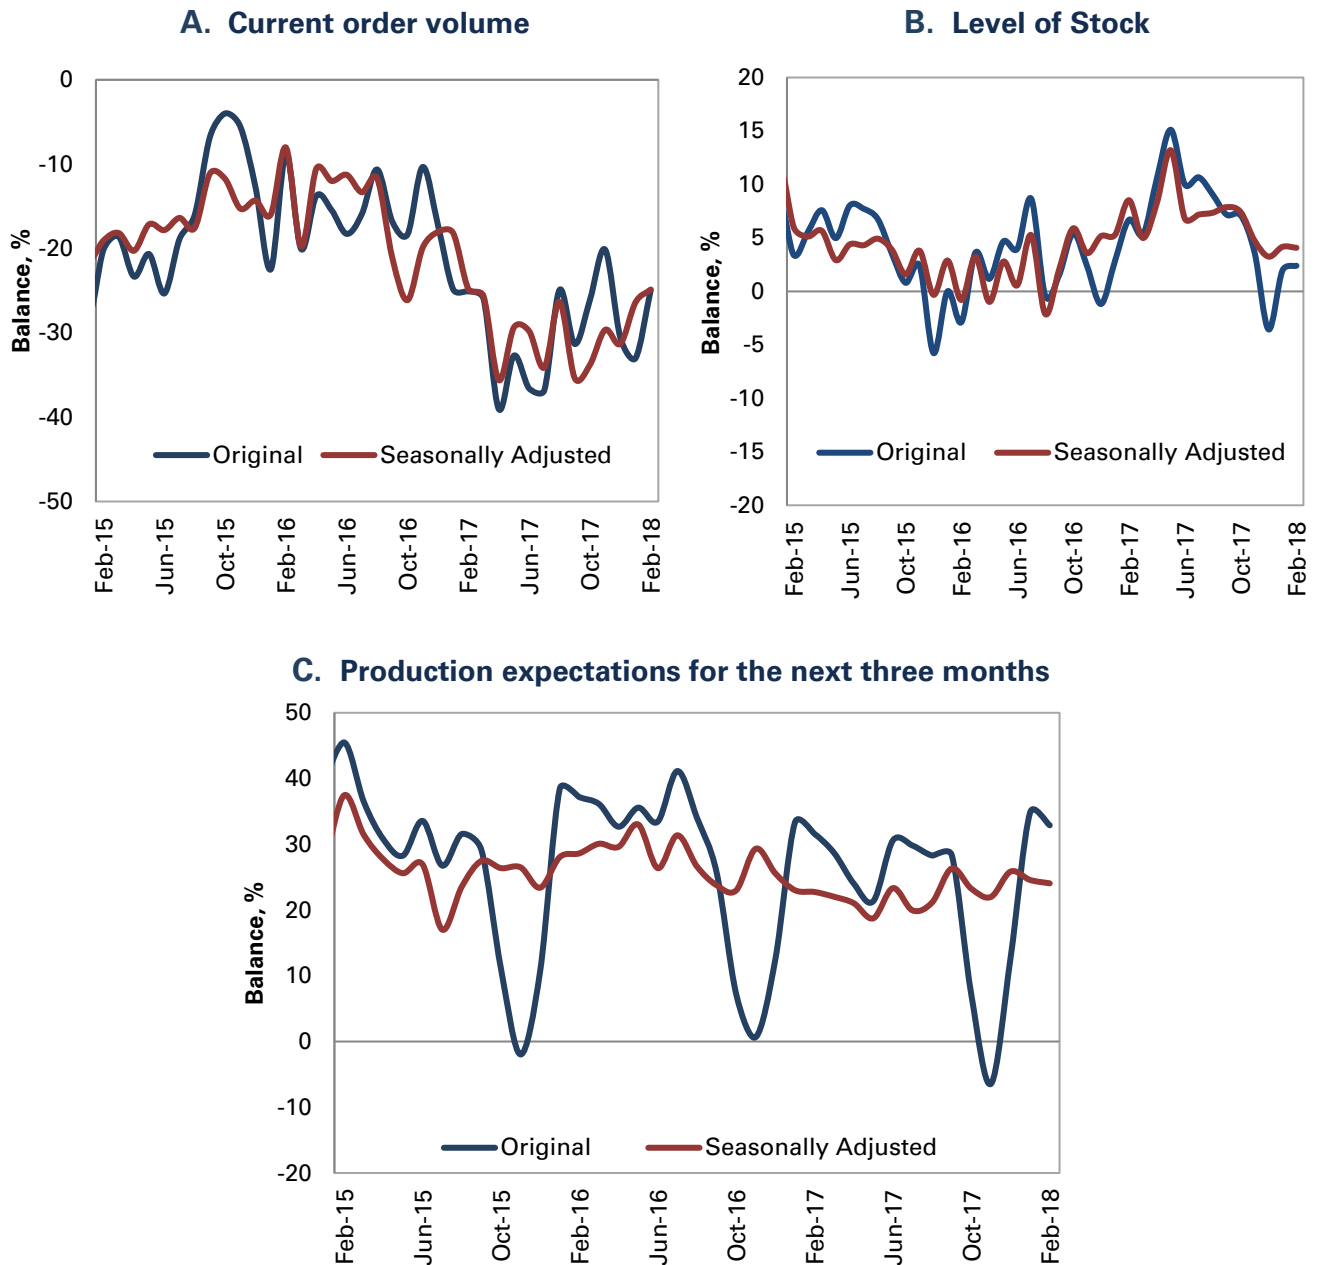 A. Current order volume
0
-10
-20
-30
-40
-50
Balance, %
Original
Seasonally Adjusted
Feb-15
Jun-15
Oct-15
Feb-16
Jun-16
Oct-16
Feb-17
Jun-17
Oct-17
Feb-18
B. Level of Stock
20
15
10
5
0
-5
-10
-15
-20
Balance, %
Original
Seasonally Adjusted
Feb-15
Jun-15
Oct-15
Feb-16
Jun-16
Oct-16
Feb-17
Jun-17
Oct-17
Feb-18
C. Production expectations for the next three months
50
40
30
20
10
0
-10
-20
Balance, %
Original
Seasonally Adjusted
Feb-15
Jun-15
Oct-15
Feb-16
Jun-16
Oct-16
Feb-17
Jun-17
Oct-17
Feb-18